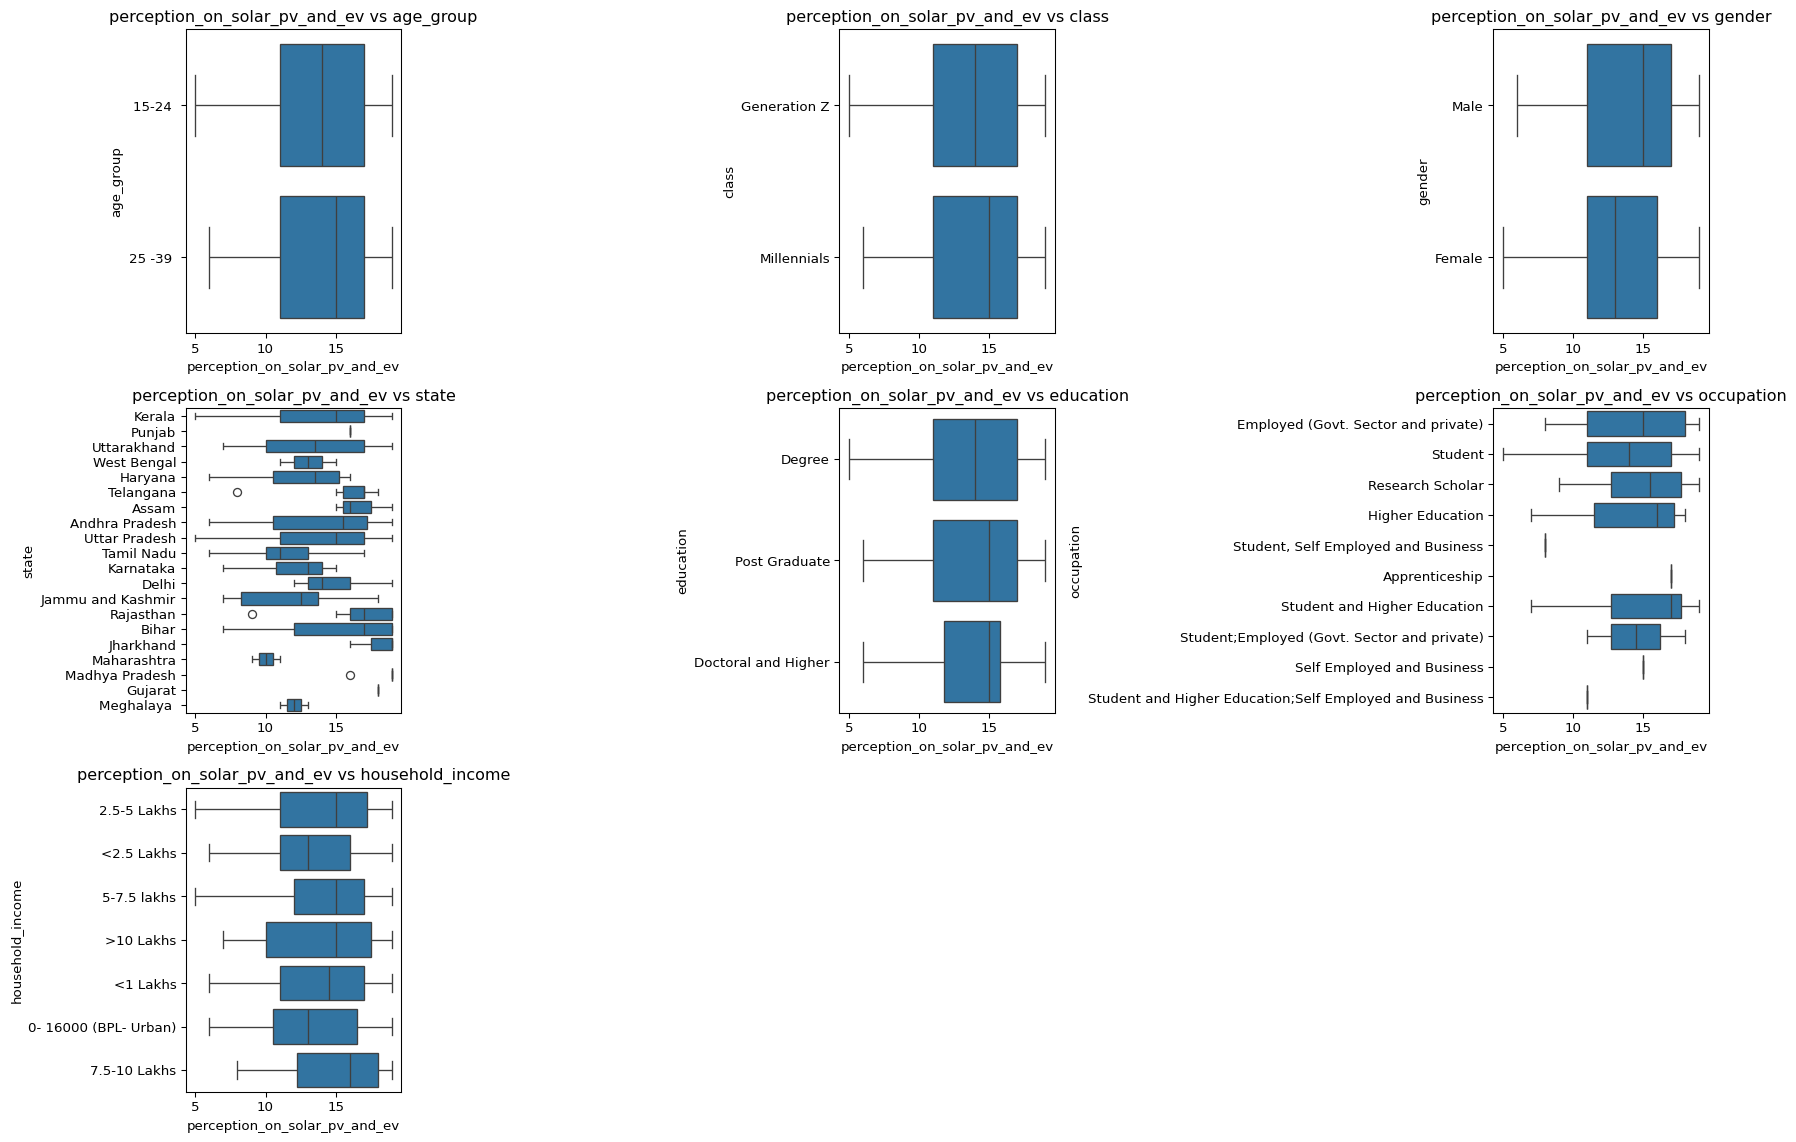 perception_on_solar_pv_and_ev vs age_group
15-24
25 -39
age_group
5 10 15
perception_on_solar_pv_and_ev
perception_on_solar_pv_and_ev vs class
Generation Z
Millennials
class
5 10 15
perception_on_solar_pv_and_ev
perception_on_solar_pv_and_ev vs gender
Male
Female
gender
5 10 15
perception_on_solar_pv_and_ev
perception_on_solar_pv_and_ev vs state
Kerala
Punjab
Uttarakhand
West Bengal
Haryana
Telangana
Assam
Andhra Pradesh
Uttar Pradesh
Tamil Nadu
Karnataka
Delhi
Jammu and Kashmir
Rajasthan
Bihar
Jharkhand
Maharashtra
Madhya Pradesh
Gujarat
Meghalaya
state
5 10 15
perception_on_solar_pv_and_ev
perception_on_solar_pv_and_ev vs education
Degree
Post Graduate
Doctoral and Higher
education
5 10 15
perception_on_solar_pv_and_ev
perception_on_solar_pv_and_ev vs occupation
Employed (Govt. Sector and private)
Student
Research Scholar
Higher Education
Student, Self Employed and Business
Apprenticeship
Student and Higher Education
Student;Employed (Govt. Sector and private)
Self Employed and Business
Student and Higher Education;Self Employed and Business
occupation
5 10 15
perception_on_solar_pv_and_ev
perception_on_solar_pv_and_ev vs household_income
2.5-5 Lakhs
<2.5 Lakhs
5-7.5 lakhs
>10 Lakhs
<1 Lakhs
0- 16000 (BPL- Urban)
7.5-10 Lakhs
household_income
5 10 15
perception_on_solar_pv_and_ev